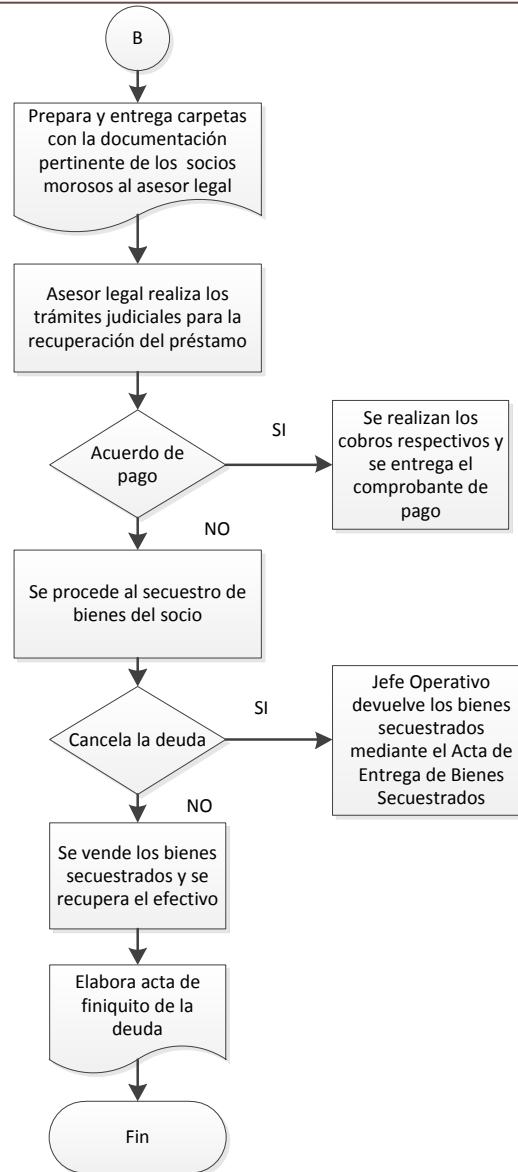 B
Prepara y entrega carpetas
con la documentación
pertinente de los socios
morosos al asesor legal
Asesor legal realiza los
trámites judiciales para la
recuperación del préstamo
Acuerdo de
pago
SI
Se realizan los
cobros respectivos y
se entrega el
comprobante de
pago
NO
Se procede al secuestro de
bienes del socio
Cancela la deuda
SI
Jefe Operativo
devuelve los bienes
secuestrados
mediante el Acta de
Entrega de Bienes
Secuestrados
NO
Se vende los bienes
secuestrados y se
recupera el efectivo
Elabora acta de
finiquito de la
deuda
Fin